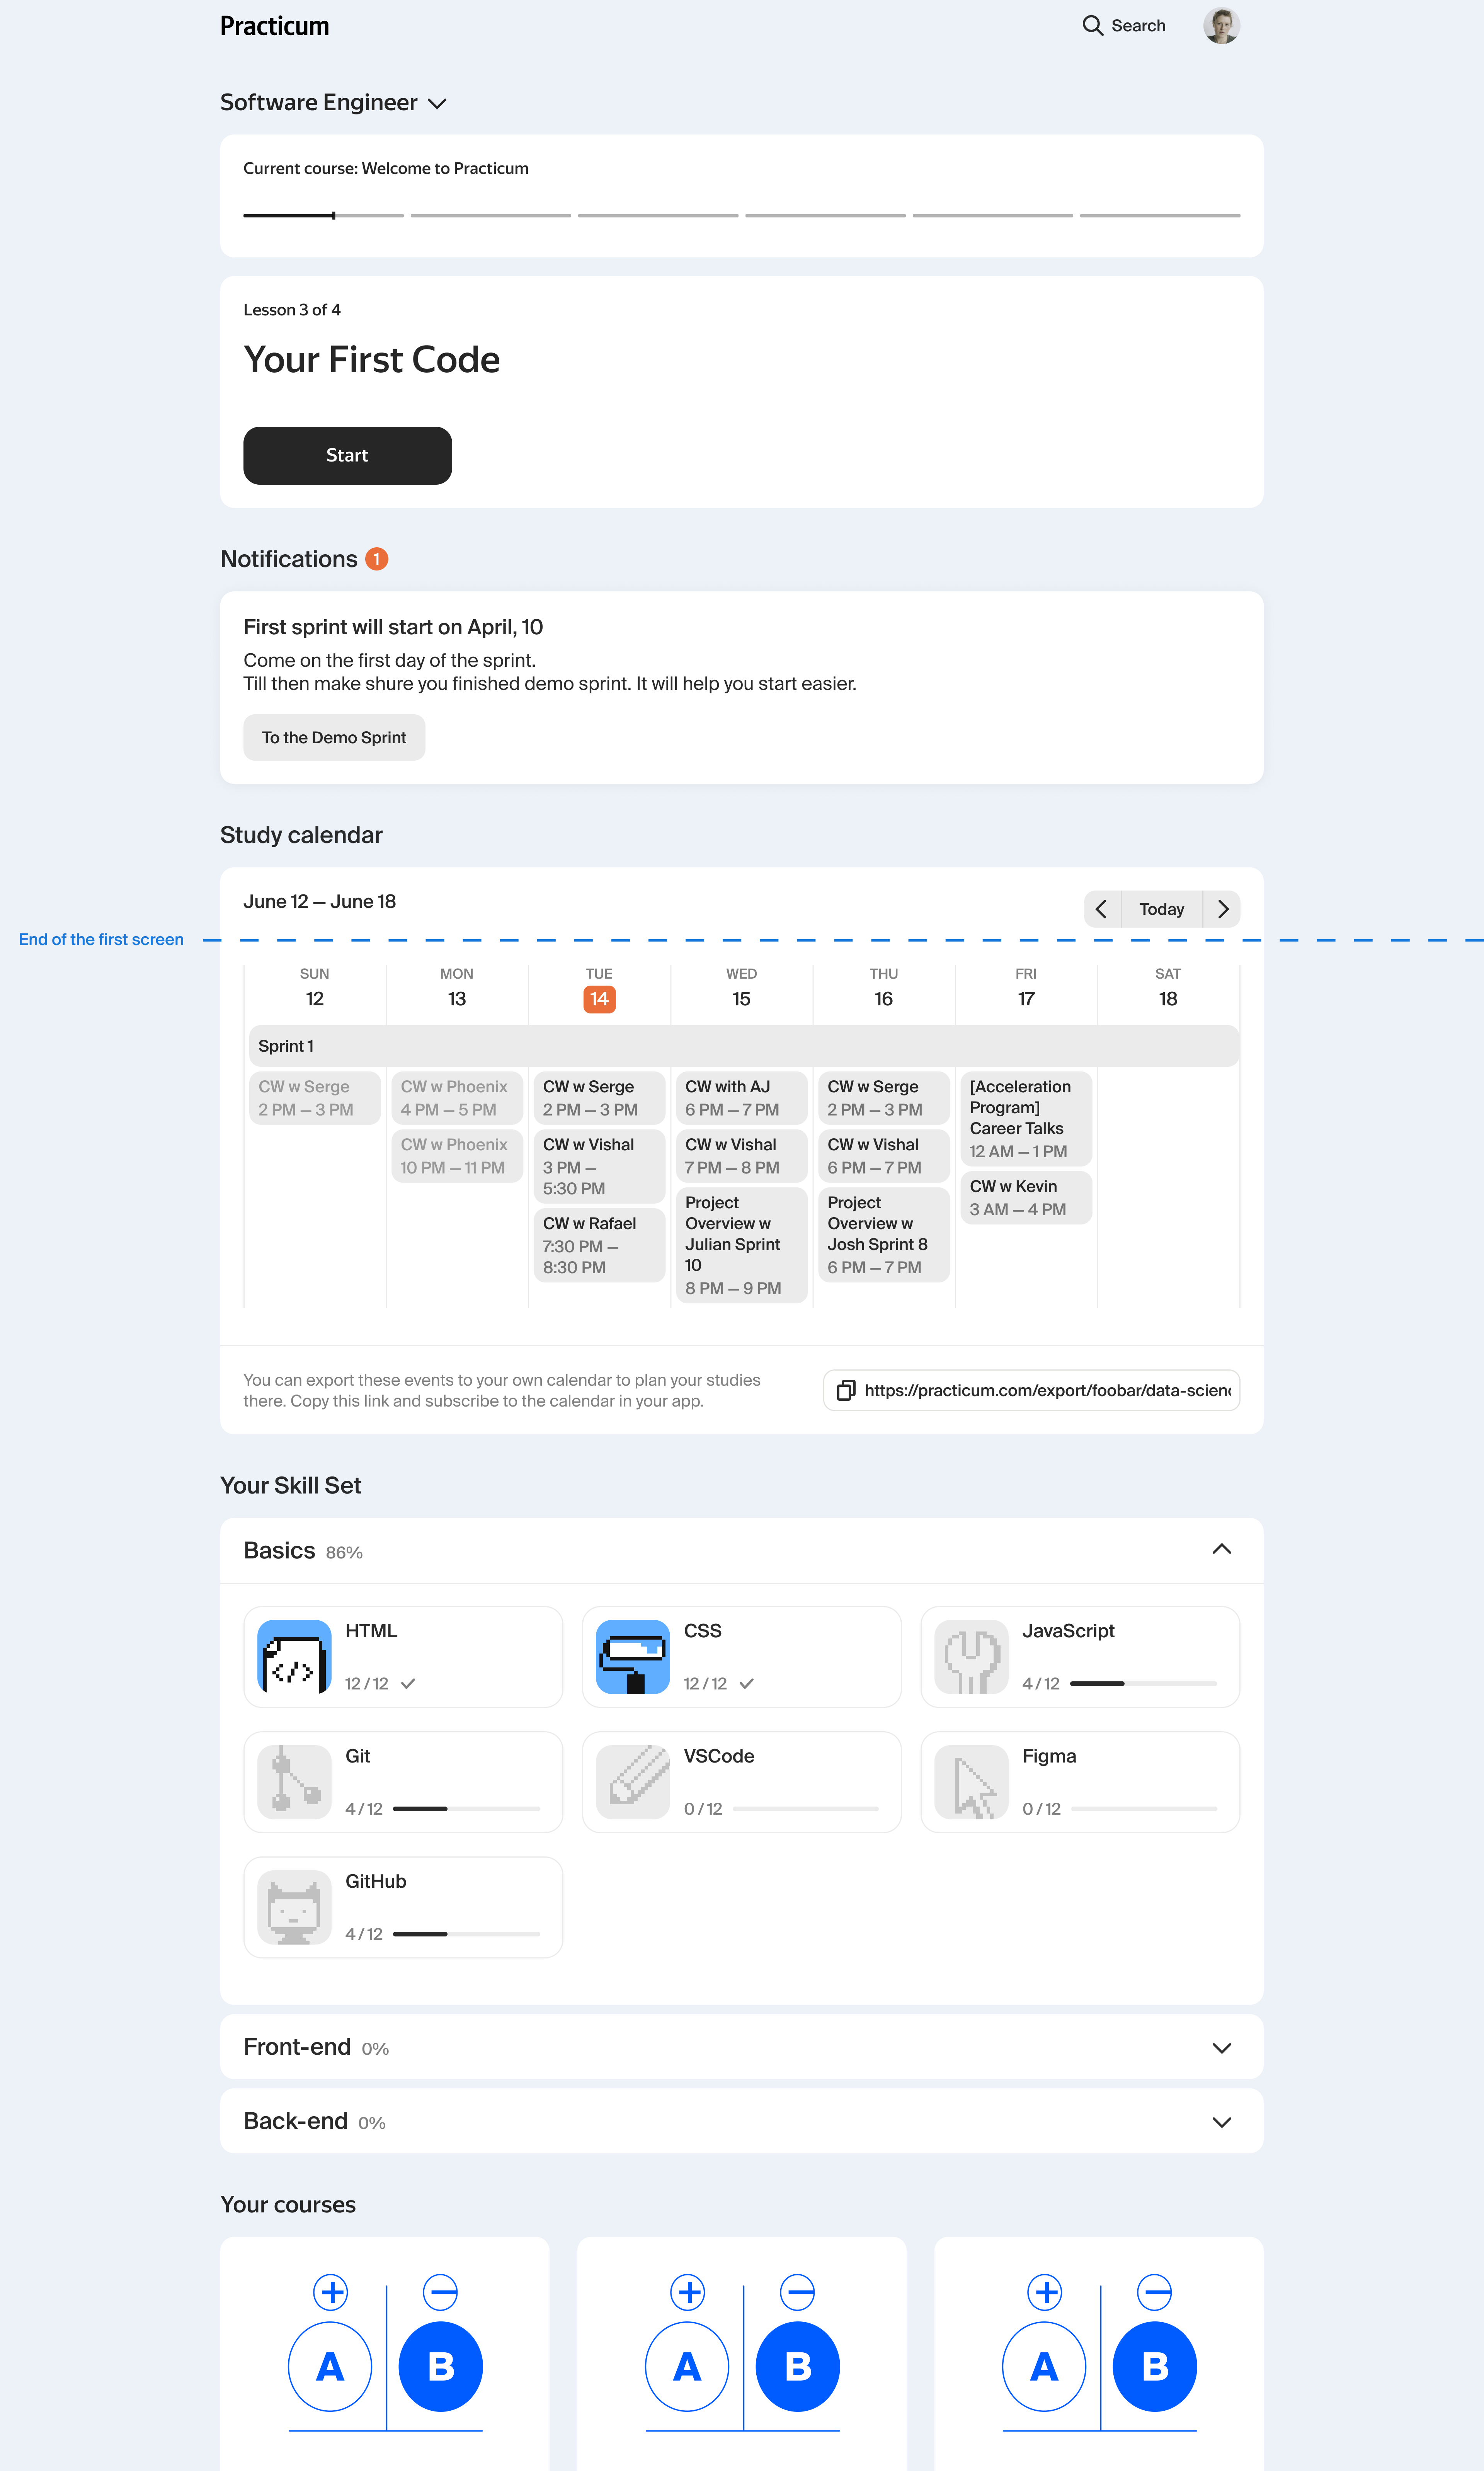 Practicum
Search
Software Engineer
Current course: Welcome to Practicum
Lesson 3 of 4
Your First Code
Start
Notifications 1
First sprint will start on April, 10
Come on the first day of the sprint.
Till then make shure you finished demo sprint. It will help you start easier.
To the Demo Sprint
Study calendar
June 12 – June 18
Today
End of the first screen
SUN
12
MON
13
TUE
14
WED
15
THU
16
FRI
17
SAT
18
Sprint 1
CW w Serge
2 PM – 3 PM
CW w Phoenix
4 PM – 5 PM
CW w Phoenix
10 PM – 11 PM
CW w Serge
2 PM – 3 PM
CW w Vishal
3 PM –
5:30 PM
CW w Rafael
7:30 PM –
8:30 PM
CW with AJ
6 PM – 7 PM
CW w Vishal
7 PM – 8 PM
Project
Overview w
Julian Sprint
10
8 PM – 9 PM
CW w Serge
2 PM – 3 PM
CW w Vishal
6 PM – 7 PM
Project
Overview w
Josh Sprint 8
6 PM – 7 PM
[Acceleration
Program]
Career Talks
12 AM – 1 PM
CW w Kevin
3 AM – 4 PM
You can export these events to your own calendar to plan your studies
there. Copy this link and subscribe to the calendar in your app.
https://practicum.com/export/foobar/data-scienc
Your Skill Set
Basics 86%
HTML
12 / 12
CSS
12 / 12
JavaScript
4 / 12
Git
4 / 12
VSCode
0 / 12
Figma
0 / 12
GitHub
4 / 12
Front-end 0%
Back-end 0%
Your courses
A B
A B
A B